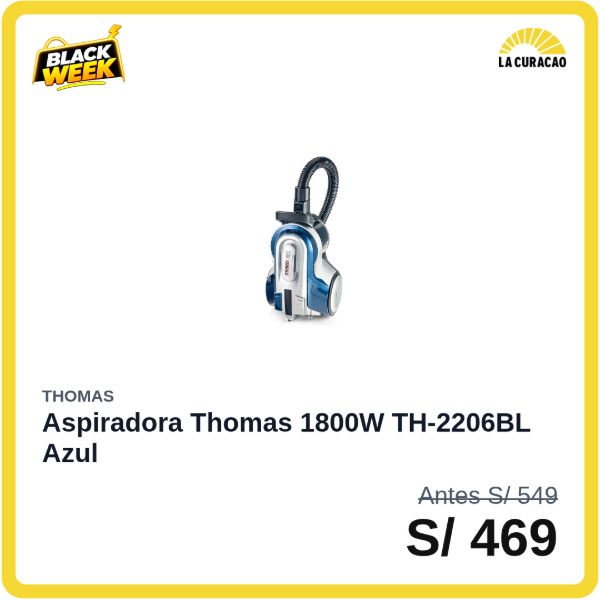 BLACK
WEEK
LA CURACAO
THOMAS
Aspiradora Thomas 1800W TH-2206BL
Azul
Antes S/ 549
S/ 469